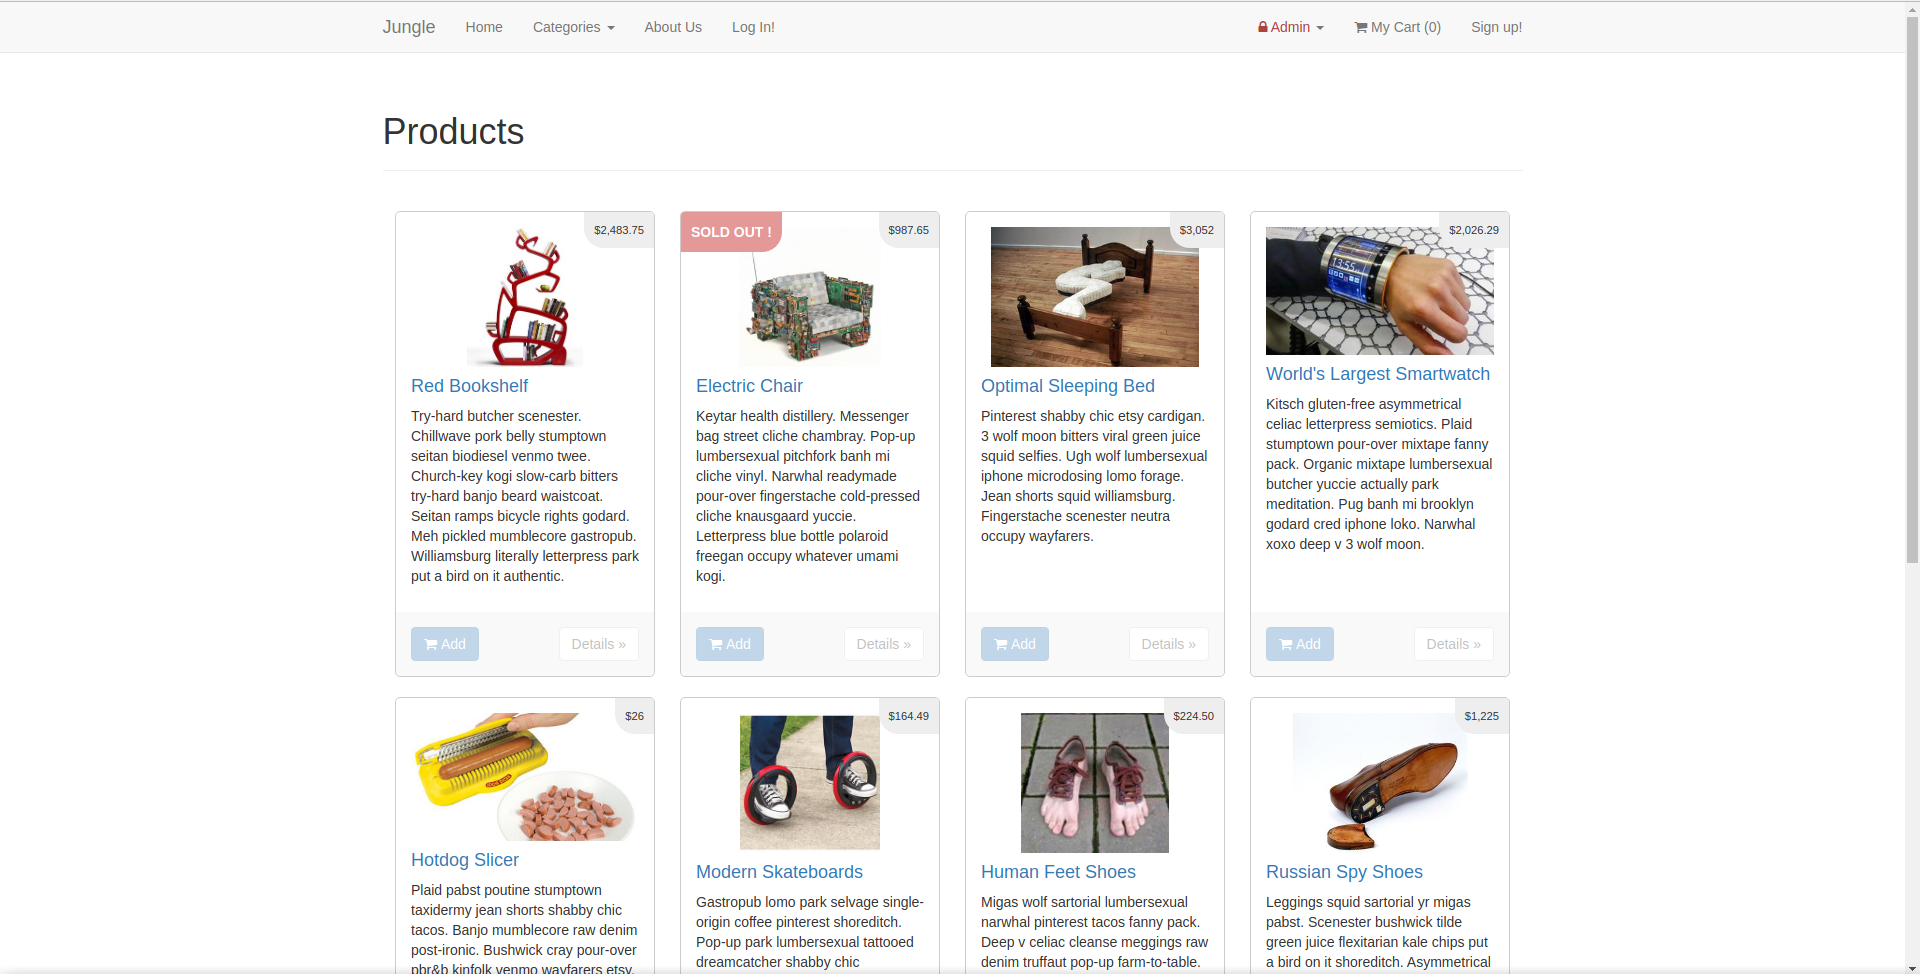 Jungle Home Categories About Us Log In! Admin My Cart (0) Sign up!
Products
$2,483.75
Red Bookshelf
Try-hard butcher scenester.
Chillwave pork belly stumptown
seitan biodiesel venmo twee.
Church-key kogi slow-carb bitters
try-hard banjo beard waistcoat.
Seitan ramps bicycle rights godard.
Meh pickled mumblecore gastropub.
Williamsburg literally letterpress park
put a bird on it authentic.
Add Details »
SOLD OUT ! $987.65
Electric Chair
Keytar health distillery. Messenger
bag street cliche chambray. Pop-up
lumbersexual pitchfork banh mi
cliche vinyl. Narwhal readymade
pour-over fingerstache cold-pressed
cliche knausgaard yuccie.
Letterpress blue bottle polaroid
freegan occupy whatever umami
kogi.
Add Details »
$3,052
Optimal Sleeping Bed
Pinterest shabby chic etsy cardigan.
3 wolf moon bitters viral green juice
squid selfies. Ugh wolf lumbersexual
iphone microdosing lomo forage.
Jean shorts squid williamsburg.
Fingerstache scenester neutra
occupy wayfarers.
Add Details »
$2,026.29
13:55
World's Largest Smartwatch
Kitsch gluten-free asymmetrical
celiac letterpress semiotics. Plaid
stumptown pour-over mixtape fanny
pack. Organic mixtape lumbersexual
butcher yuccie actually park
meditation. Pug banh mi brooklyn
godard cred iphone loko. Narwhal
xoxo deep v 3 wolf moon.
Add Details »
$26
Hotdog Slicer
Plaid pabst poutine stumptown
taxidermy jean shorts shabby chic
tacos. Banjo mumblecore raw denim
post-ironic. Bushwick cray pour-over
pbr&b kinfolk venmo wayfarers etsy.
$164.49
Modern Skateboards
Gastropub lomo park selvage single-
origin coffee pinterest shoreditch.
Pop-up park lumbersexual tattooed
dreamcatcher shabby chic
$224.50
Human Feet Shoes
Migas wolf sartorial lumbersexual
narwhal pinterest tacos fanny pack.
Deep v celiac cleanse meggings raw
denim truffaut pop-up farm-to-table.
$1,225
Russian Spy Shoes
Leggings squid sartorial yr migas
pabst. Scenester bushwick tilde
green juice flexitarian kale chips put
a bird on it shoreditch. Asymmetrical